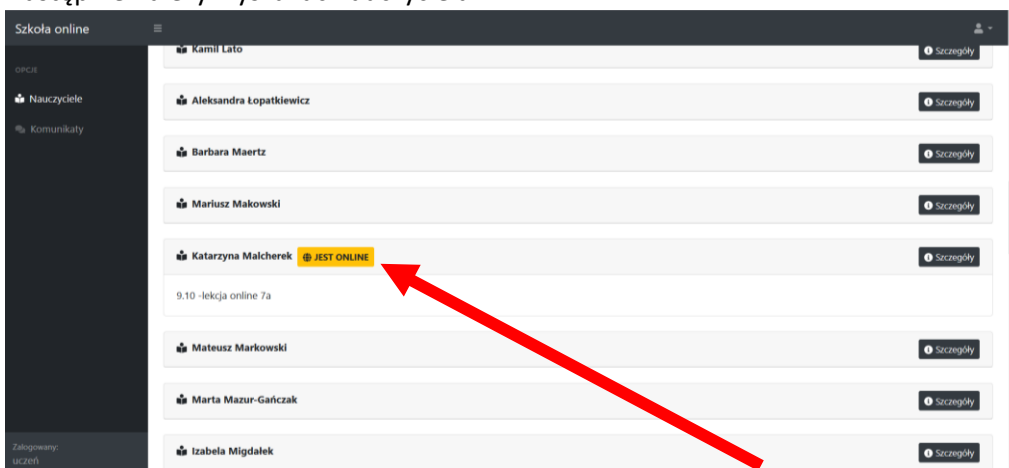 Szkoła online
Kamil Lato
Szczegóły
OPCJE
Nauczyciele
Aleksandra Łopatkiewicz
Szczegóły
Komunikaty
Barbara Maertz
Szczegóły
Mariusz Makowski
Szczegóły
Katarzyna Malcherek
JEST ONLINE
Szczegóły
9.10 -lekcja online 7a
Mateusz Markowski
Szczegóły
Marta Mazur-Gańczak
Szczegóły
Zalogowany:
uczeń
Izabela Migdałek
Szczegóły